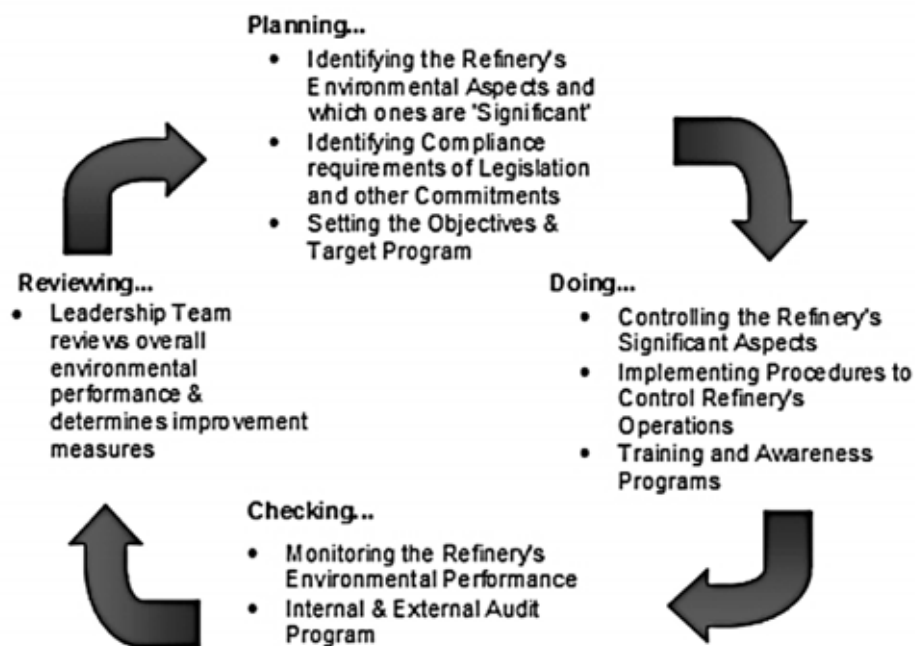 Planning...
• Identifying the Refinery's
Environmental Aspects and
which ones are 'Significant'
• Identifying Compliance
requirements of Legislation
and other Commitments
• Setting the Objectives &
Target Program
Doing...
• Controlling the Refinery's
Significant Aspects
• Implementing Procedures to
Control Refinery's
Operations
• Training and Awareness
Programs
Checking...
• Monitoring the Refinery's
Environmental Performance
• Internal & External Audit
Program
Reviewing...
• Leadership Team
reviews overall
environmental
performance &
determines improvement
measures